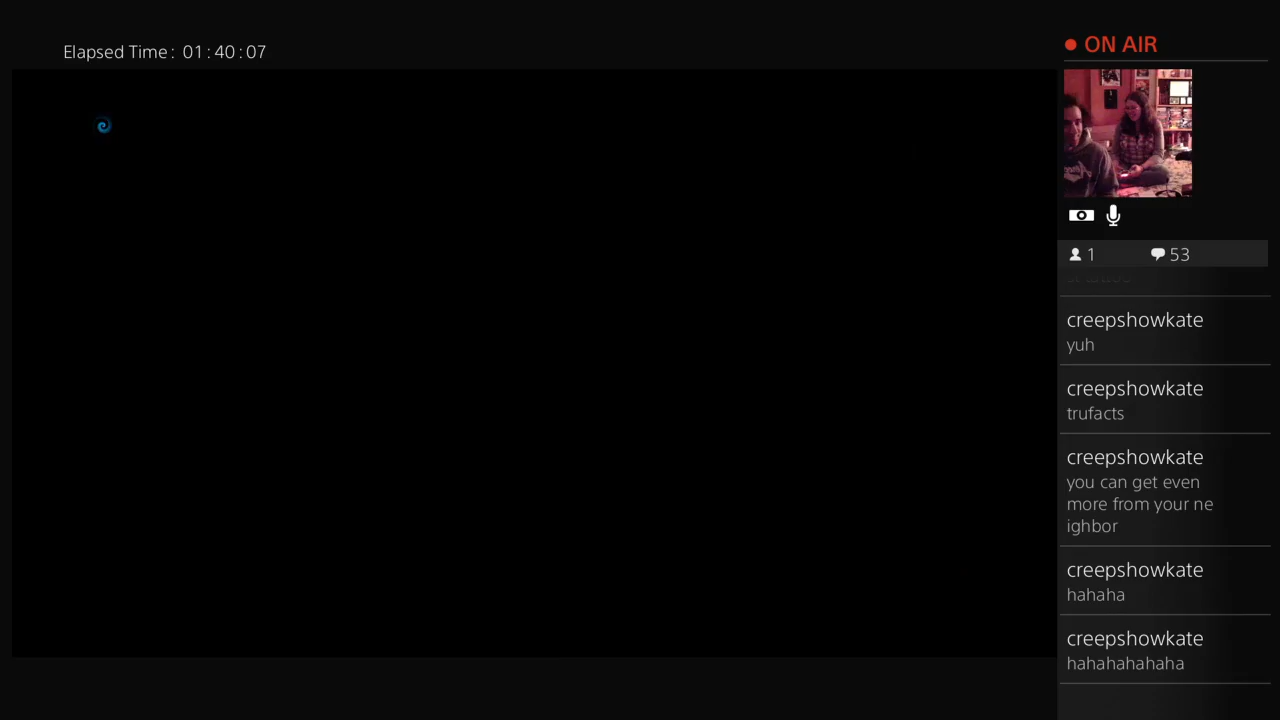 Elapsed Time: 01:40:07
ON AIR
1
53
creepshowkate
yuh
creepshowkate
trufacts
creepshowkate
you can get even
more from your ne
ighbor
creepshowkate
hahaha
creepshowkate
hahahahahaha